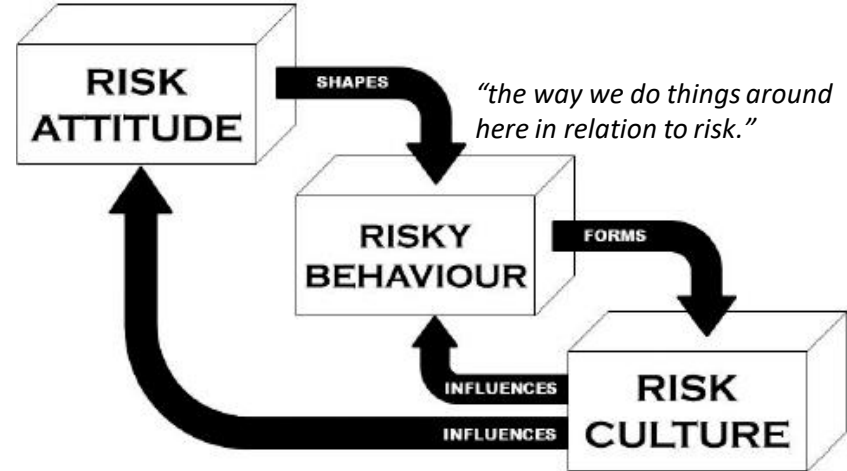 RISK
ATTITUDE
SHAPES
“the way we do things around
here in relation to risk.”
RISKY
BEHAVIOUR
FORMS
INFLUENCES
INFLUENCES
RISK
CULTURE